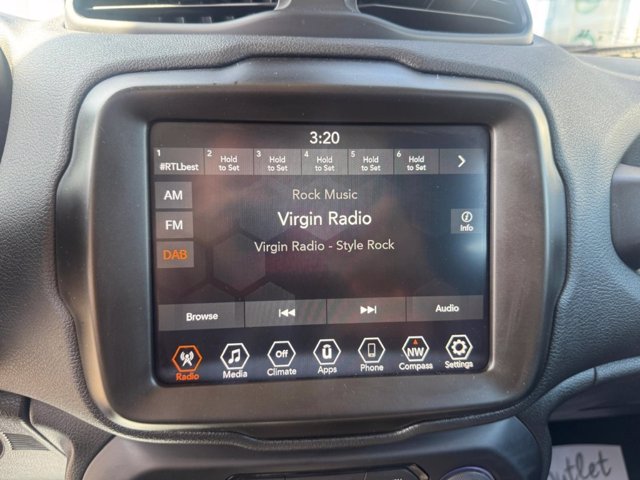 3:20
1 #RTLbest
2 Hold to Set
3 Hold to Set
4 Hold to Set
5 Hold to Set
6 Hold to Set
AM
Rock Music
FM
Virgin Radio
Info
DAB
Virgin Radio - Style Rock
Browse
Audio
Off
NW
Radio
Media
Climate
Apps
Phone
Compass
Settings
outlet